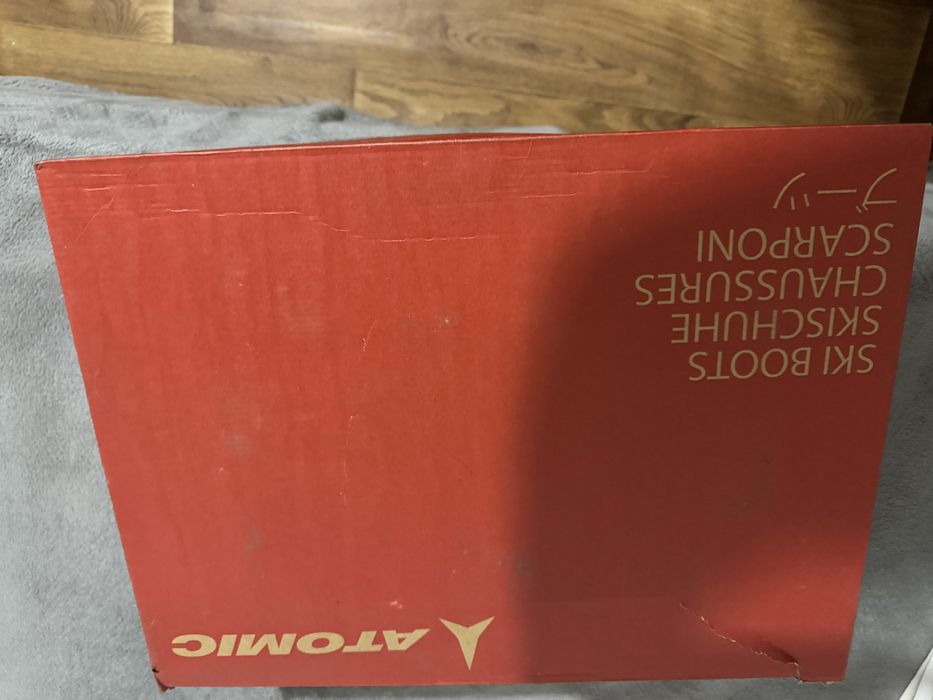 ATOMIC
SKI BOOTS
SKISCHUHE
CHAUSSURES
SCARPONI
ブーツ